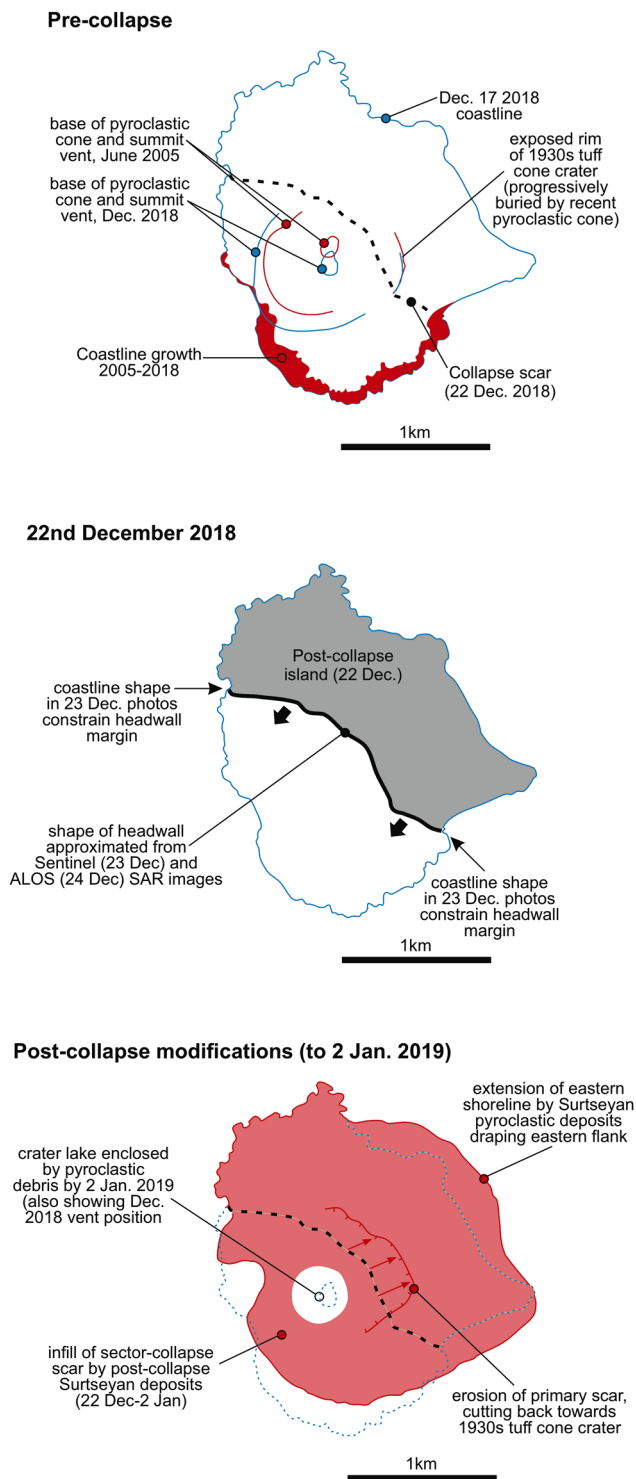 Pre-collapse
Dec. 17 2018
coastline
base of pyroclastic
cone and summit
vent, June 2005
base of pyroclastic
cone and summit
vent, Dec. 2018
exposed rim
of 1930s tuff
cone crater
(progressively
buried by recent
pyroclastic cone)
Coastline growth
2005-2018
Collapse scar
(22 Dec. 2018)
1km
22nd December 2018
Post-collapse
island (22 Dec.)
coastline shape
in 23 Dec. photos
constrain headwall
margin
shape of headwall
approximated from
Sentinel (23 Dec) and
ALOS (24 Dec) SAR images
coastline shape
in 23 Dec. photos
constrain headwall
margin
1km
Post-collapse modifications (to 2 Jan. 2019)
extension of eastern
shoreline by Surtseyan
pyroclastic deposits
draping eastern flank
crater lake enclosed
by pyroclastic
debris by 2 Jan. 2019
(also showing Dec.
2018 vent position
infill of sector-collapse
scar by post-collapse
Surtseyan deposits
(22 Dec-2 Jan)
erosion of primary scar,
cutting back towards
1930s tuff cone crater
1km